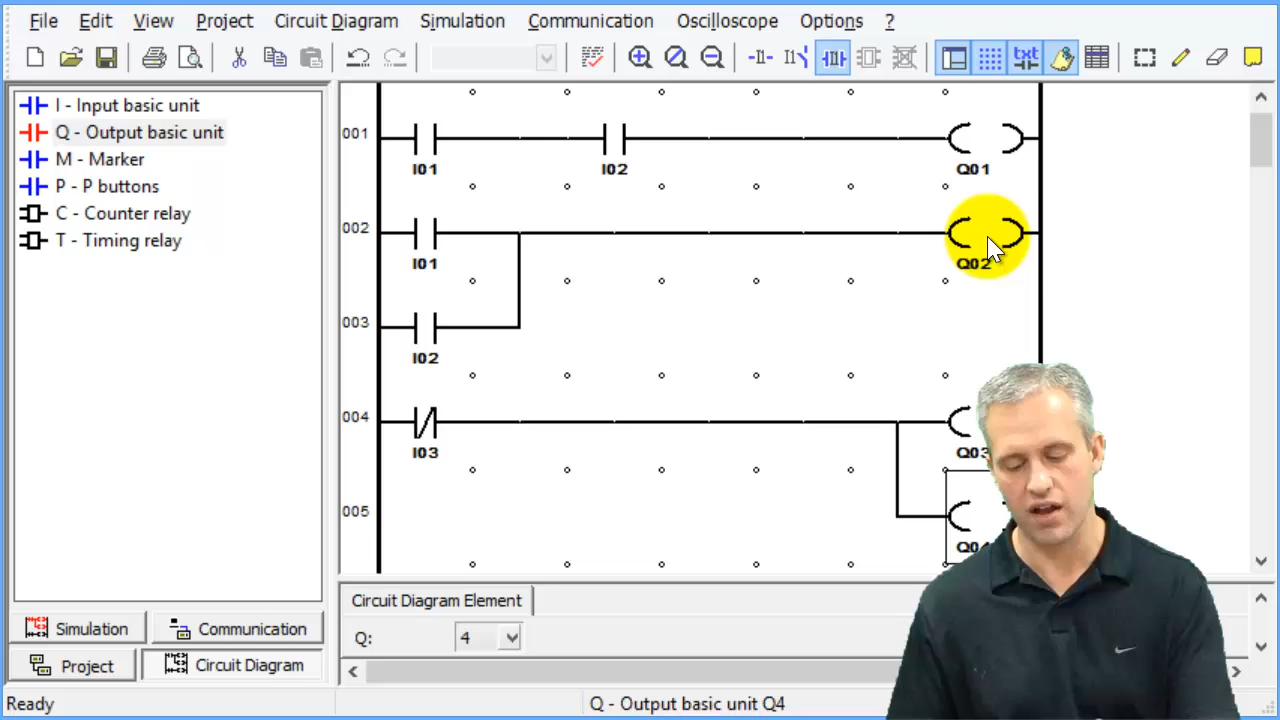 File Edit View Project Circuit Diagram Simulation Communication Oscilloscope Options ?
txt
I - Input basic unit
Q - Output basic unit
M - Marker
P - P buttons
C - Counter relay
T - Timing relay
001
I01 I02 Q01
002
I01 Q02
003
I02
004
I03 Q03
005
Q04
Circuit Diagram Element
Q: 4
Simulation Communication
Project Circuit Diagram
Ready Q - Output basic unit Q4